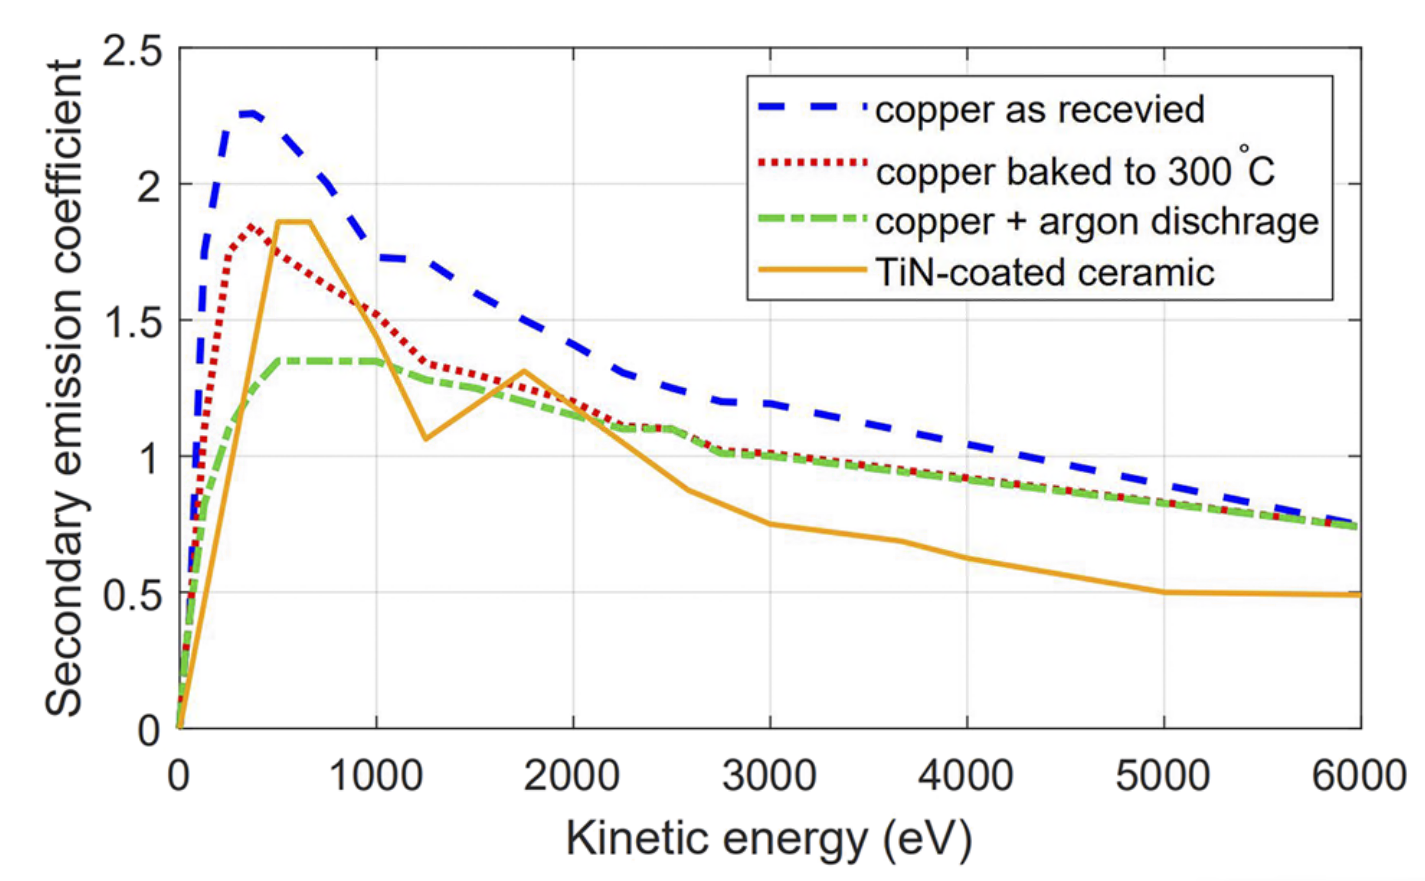 Secondary emission coefficient
2.5
2
1.5
1
0.5
0
copper as recevied
copper baked to 300 °C
copper + argon dischrage
TiN-coated ceramic
0 1000 2000 3000 4000 5000 6000
Kinetic energy (eV)